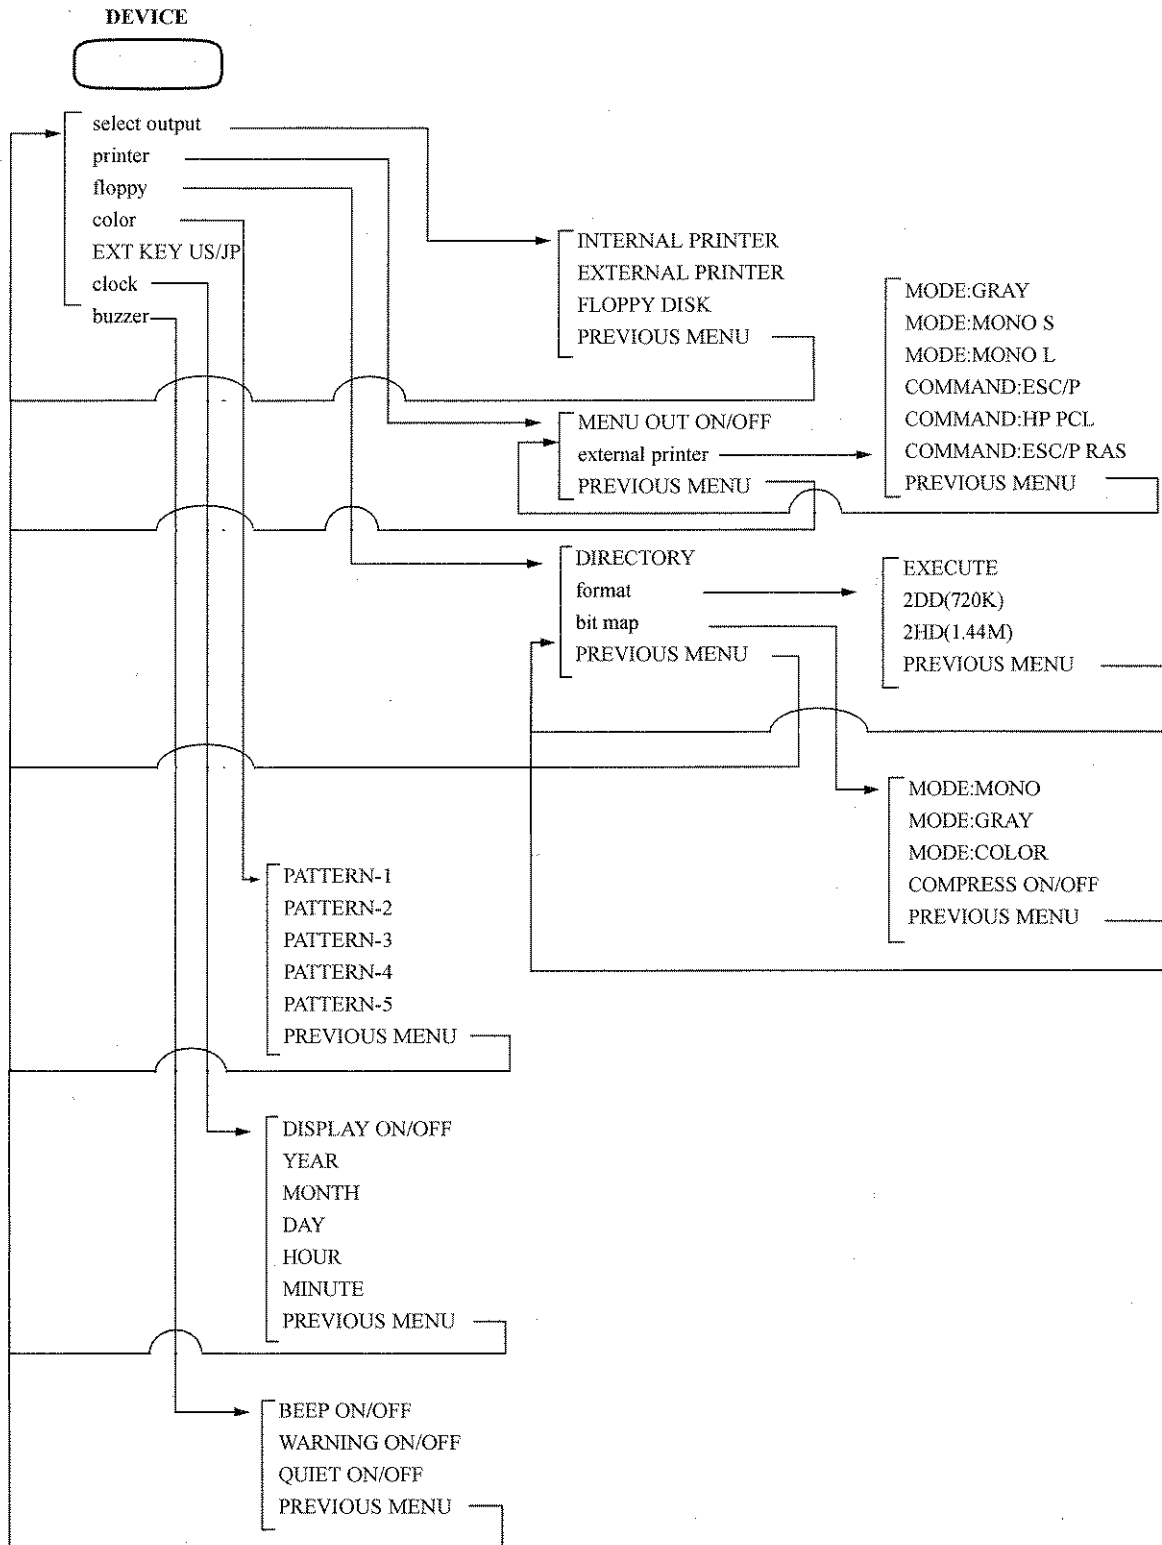 DEVICE
select output
printer
floppy
color
EXT KEY US/JP
clock
buzzer
INTERNAL PRINTER
EXTERNAL PRINTER
FLOPPY DISK
PREVIOUS MENU
MENU OUT ON/OFF
external printer
PREVIOUS MENU
MODE:GRAY
MODE:MONO S
MODE:MONO L
COMMAND:ESC/P
COMMAND:HP PCL
COMMAND:ESC/P RAS
PREVIOUS MENU
DIRECTORY
format
bit map
PREVIOUS MENU
EXECUTE
2DD(720K)
2HD(1.44M)
PREVIOUS MENU
MODE:MONO
MODE:GRAY
MODE:COLOR
COMPRESS ON/OFF
PREVIOUS MENU
PATTERN-1
PATTERN-2
PATTERN-3
PATTERN-4
PATTERN-5
PREVIOUS MENU
DISPLAY ON/OFF
YEAR
MONTH
DAY
HOUR
MINUTE
PREVIOUS MENU
BEEP ON/OFF
WARNING ON/OFF
QUIET ON/OFF
PREVIOUS MENU